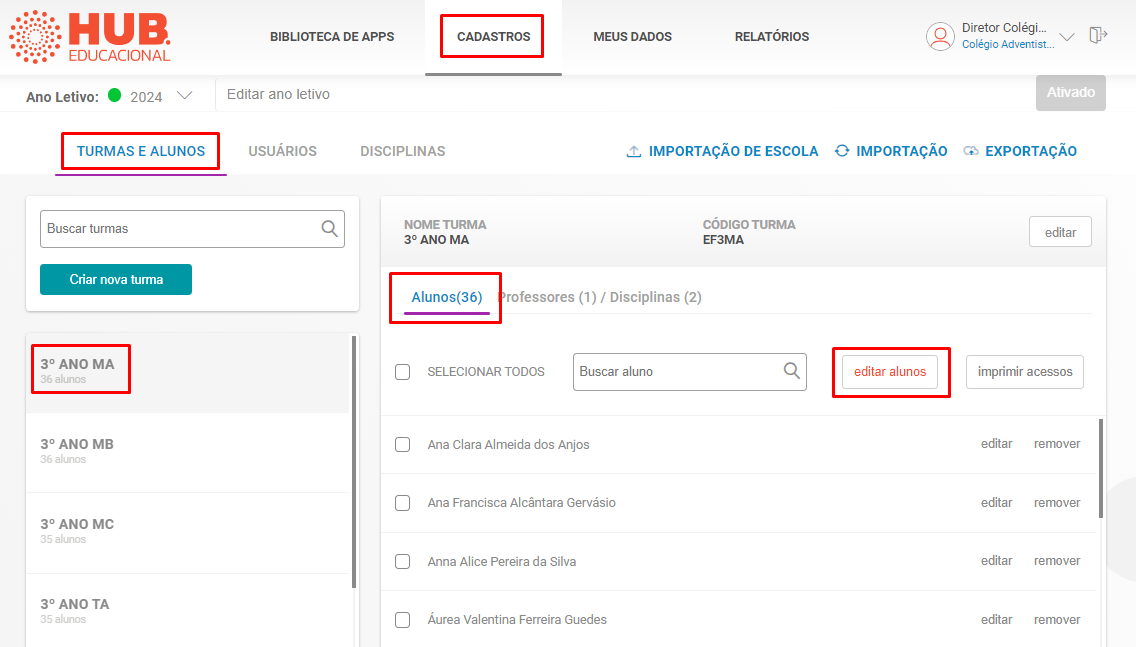 HUB
EDUCACIONAL
BIBLIOTECA DE APPS
CADASTROS
MEUS DADOS
RELATÓRIOS
Diretor Colégi...
Colégio Adventist...
Ano Letivo: 2024
Editar ano letivo
Ativado
TURMAS E ALUNOS
USUÁRIOS
DISCIPLINAS
IMPORTAÇÃO DE ESCOLA
IMPORTAÇÃO
EXPORTAÇÃO
Buscar turmas
Criar nova turma
3º ANO MA
36 alunos
3º ANO MB
36 alunos
3º ANO MC
35 alunos
3º ANO TA
35 alunos
NOME TURMA
3º ANO MA
CÓDIGO TURMA
EF3MA
editar
Alunos(36)
Professores (1) / Disciplinas (2)
SELECIONAR TODOS
Buscar aluno
editar alunos
imprimir acessos
Ana Clara Almeida dos Anjos
editar remover
Ana Francisca Alcântara Gervásio
editar remover
Anna Alice Pereira da Silva
editar remover
Áurea Valentina Ferreira Guedes
editar remover